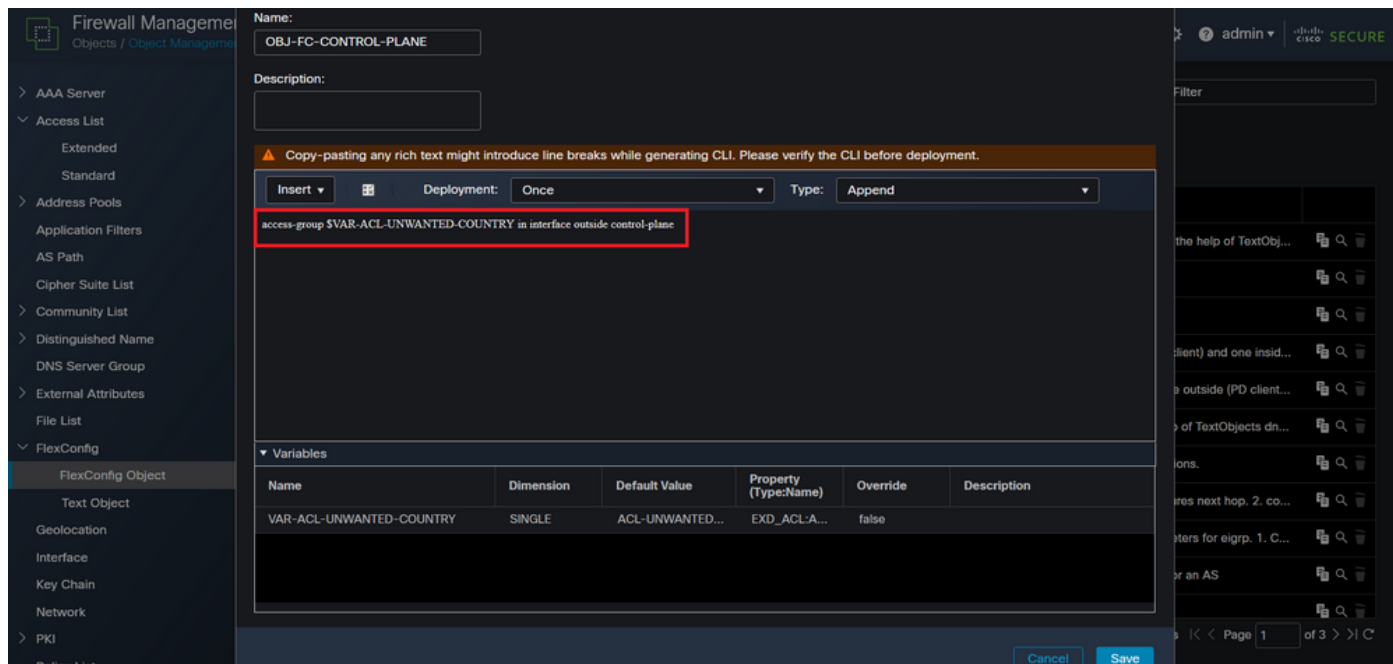 Firewall Manageme
Objects / Object Manageme
admin
cisco SECURE
AAA Server
Access List
Extended
Standard
Address Pools
Application Filters
AS Path
Cipher Suite List
Community List
Distinguished Name
DNS Server Group
External Attributes
File List
FlexConfig
FlexConfig Object
Text Object
Geolocation
Interface
Key Chain
Network
PKI
Name:
OBJ-FC-CONTROL-PLANE
Description:
Copy-pasting any rich text might introduce line breaks while generating CLI. Please verify the CLI before deployment.
Insert Deployment: Once Type: Append
access-group $VAR-ACL-UNWANTED-COUNTRY in interface outside control-plane
Variables
Name Dimension Default Value Property (Type:Name) Override Description
VAR-ACL-UNWANTED-COUNTRY SINGLE ACL-UNWANTED... EXD_ACL:A... false
Cancel Save
Filter
the help of TextObj...
client) and one insid...
e outside (PD client...
of TextObjects dn...
ions.
ures next hop. 2. co...
eters for eigrp. 1. C...
or an AS
Page 1 of 3